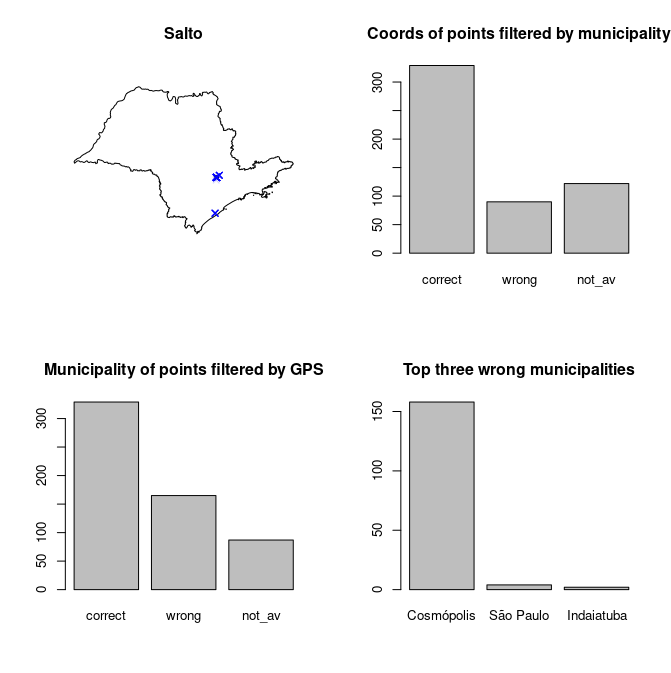 Salto
Coords of points filtered by municipality
300
200
100
50
0
correct wrong not_av
Municipality of points filtered by GPS
300
200
100
50
0
correct wrong not_av
Top three wrong municipalities
150
100
50
0
Cosmópolis São Paulo Indaiatuba